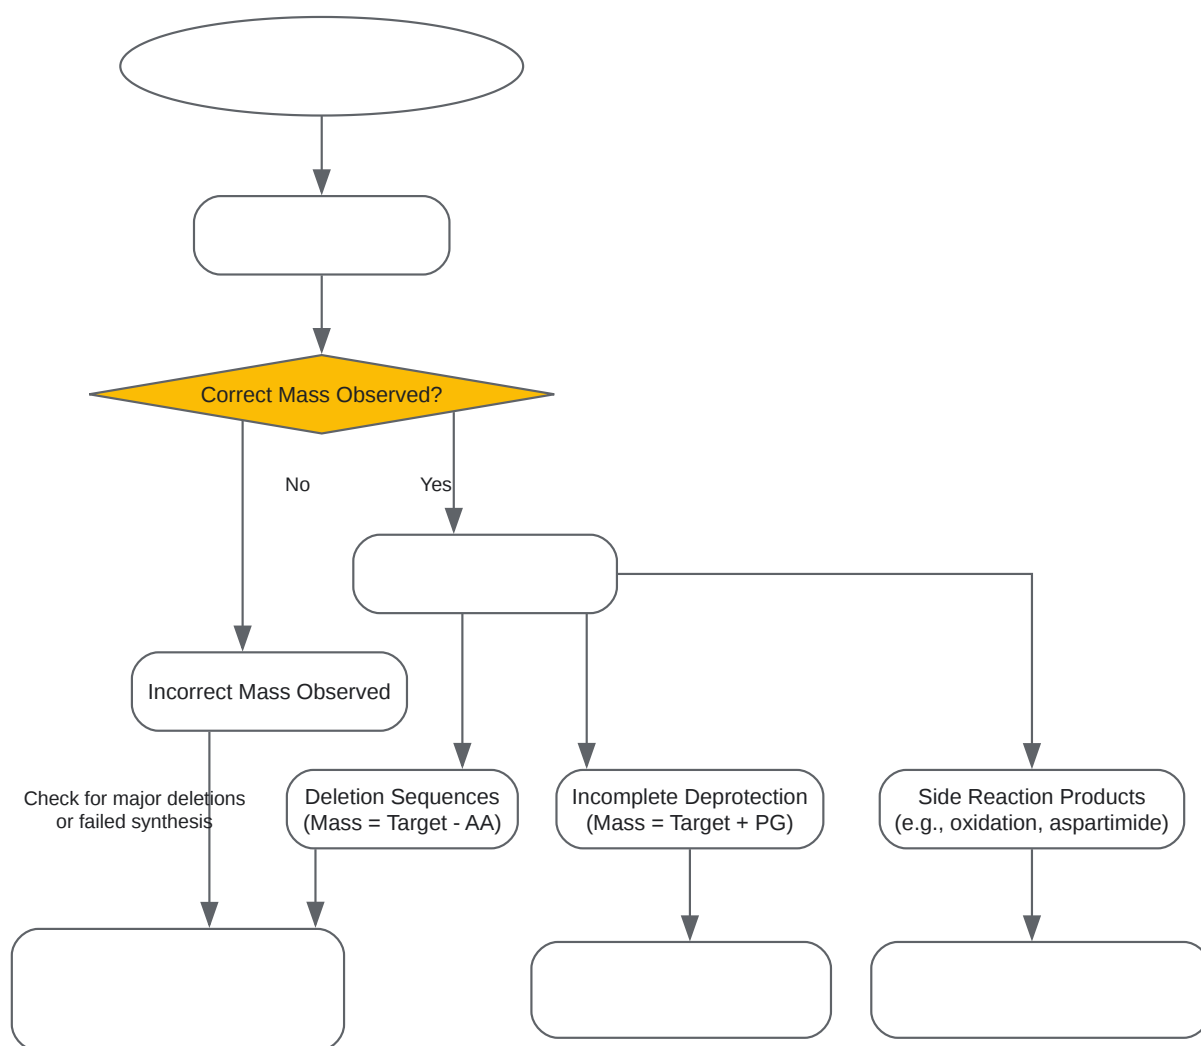 Correct Mass Observed?
No
Yes
Incorrect Mass Observed
Check for major deletions
or failed synthesis
Deletion Sequences
(Mass = Target - AA)
Incomplete Deprotection
(Mass = Target + PG)
Side Reaction Products
(e.g., oxidation, aspartimide)